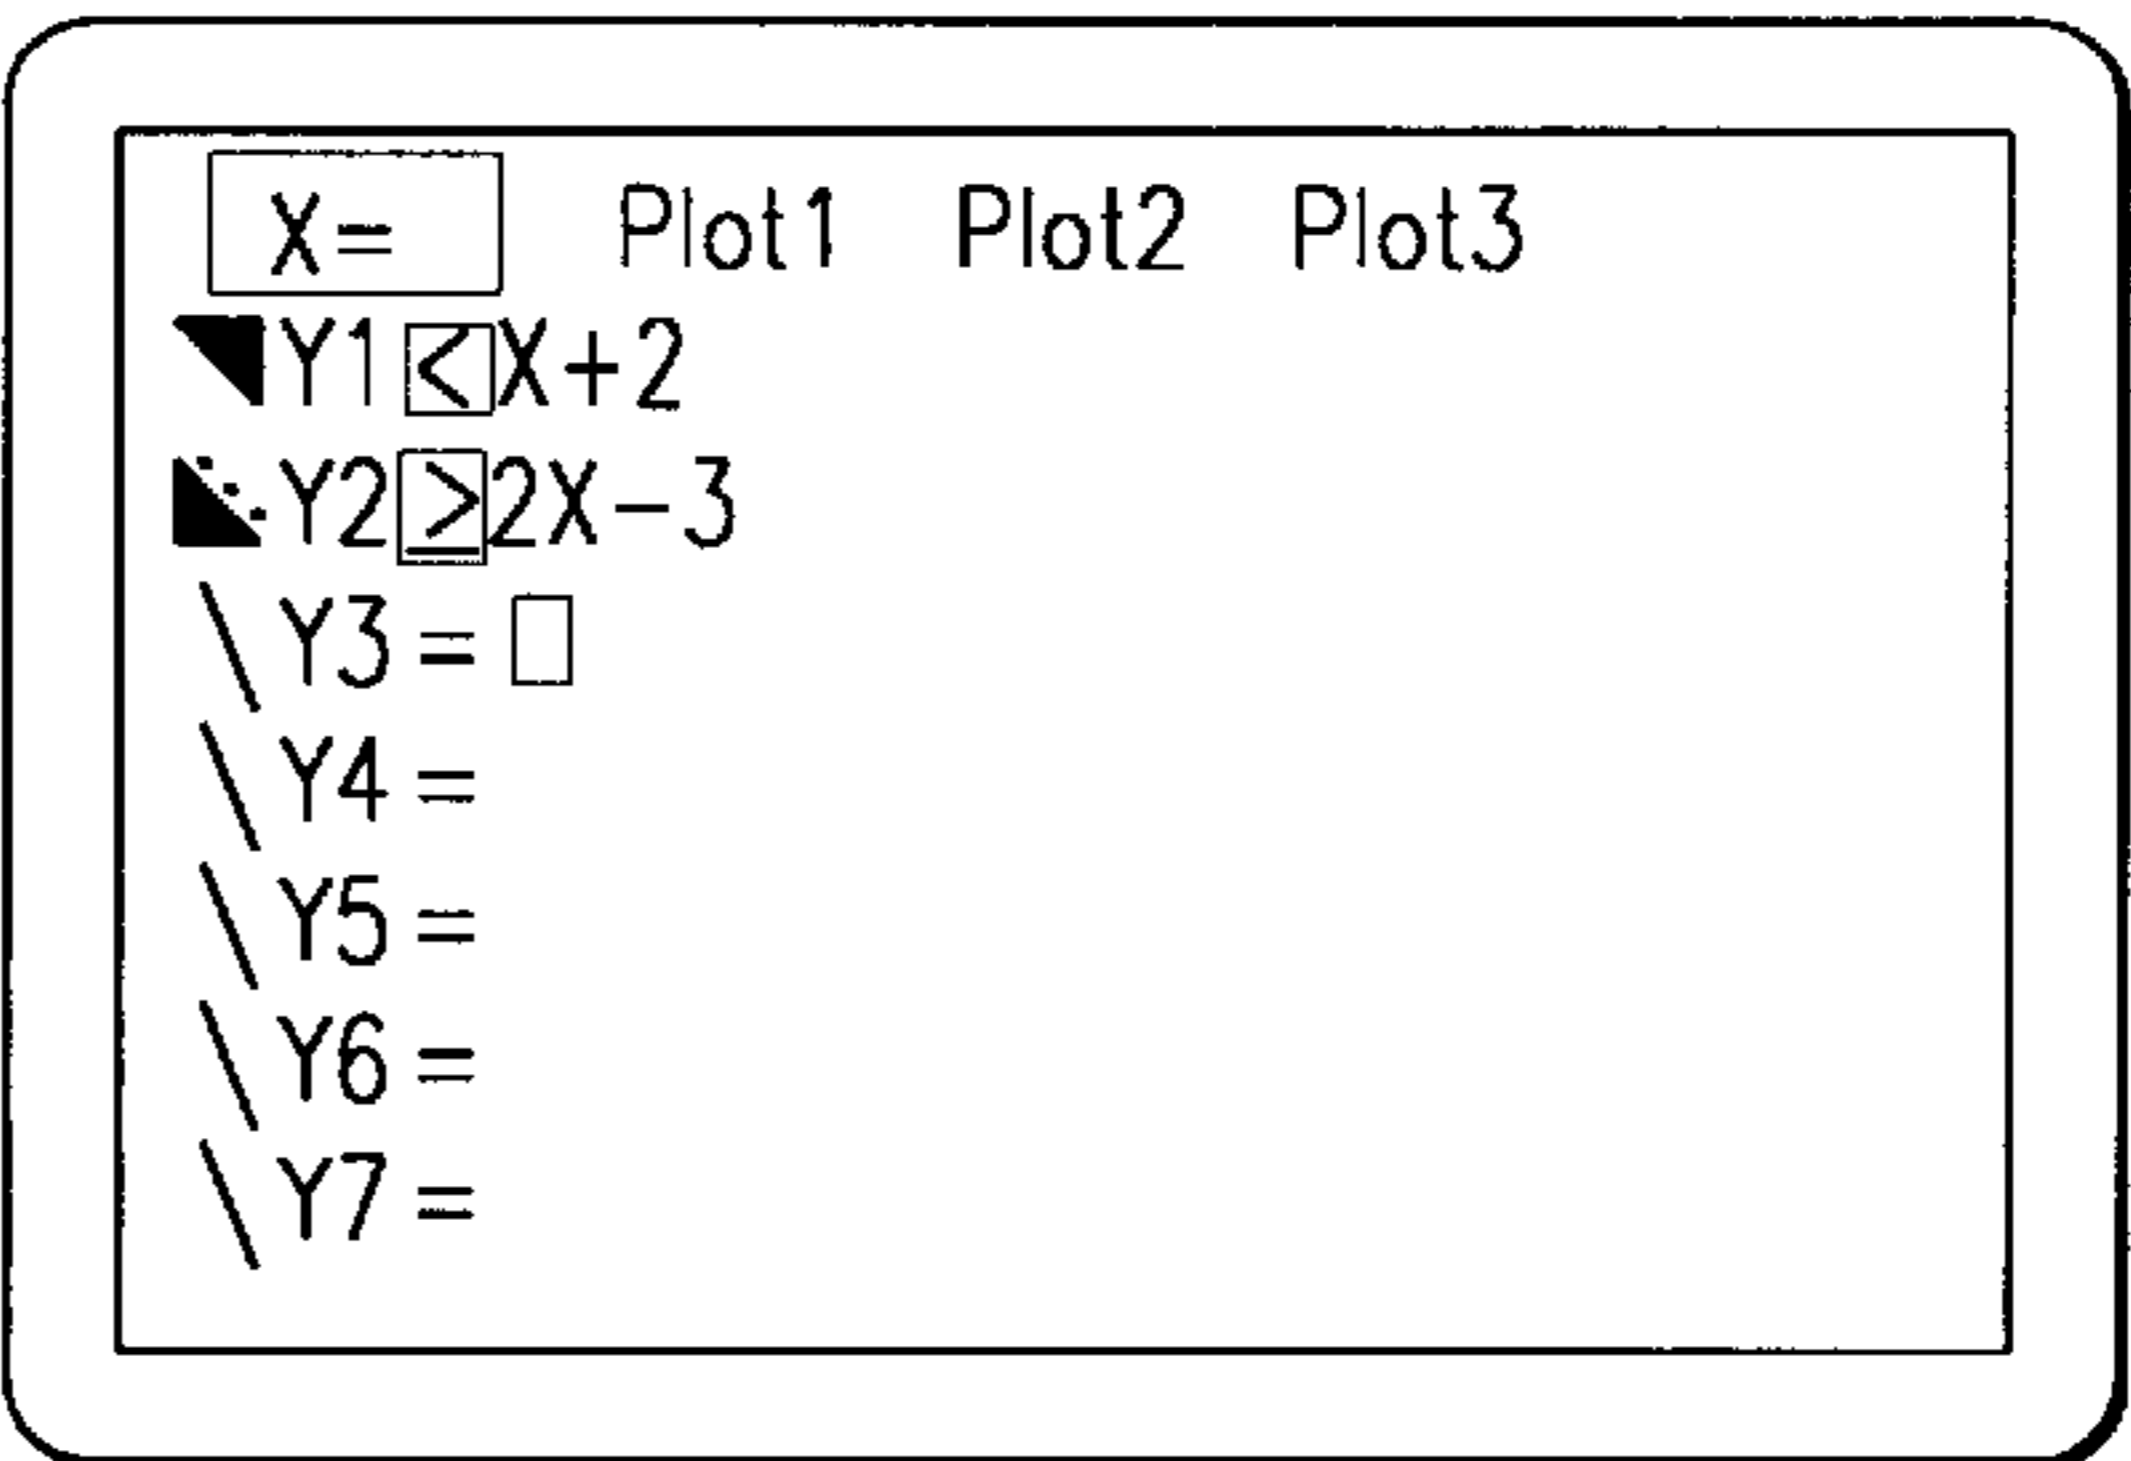 X= Plot1 Plot2 Plot3
Y1<X+2
Y2≥2X-3
\Y3=
\Y4=
\Y5=
\Y6=
\Y7=